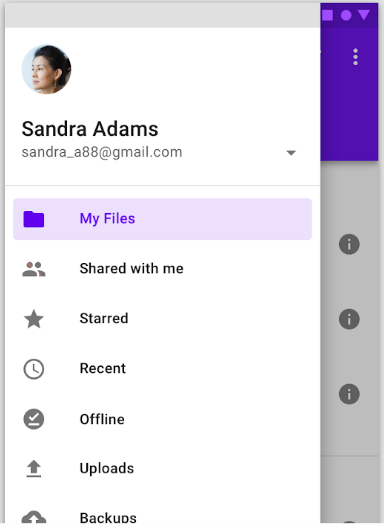 Sandra Adams
sandra_a88@gmail.com
My Files
Shared with me
Starred
Recent
Offline
Uploads
Backups